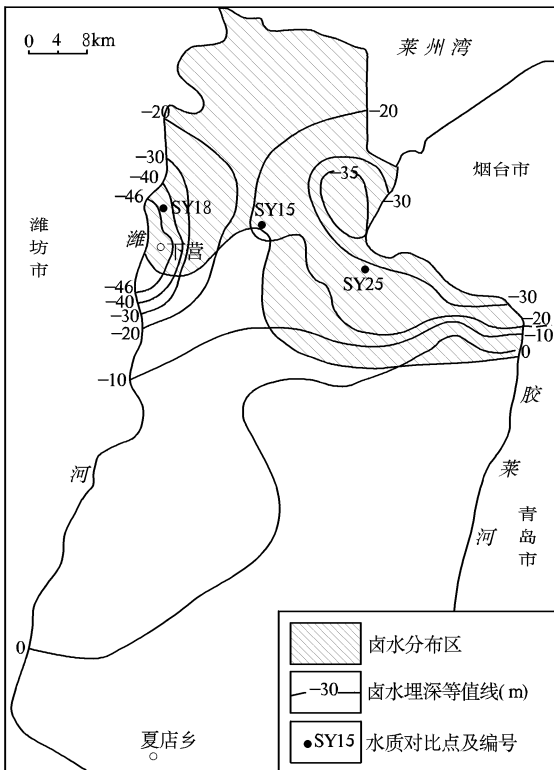 0 4 8km
莱州湾
-20
-20
烟台市
-30
-35
-40
-30
-46
SY18
SY15
潍坊市
潍
下营
SY25
-46
-40
-30
-30
-20
-20
-10
0
-10
胶
莱
河
河
青岛市
0
卤水分布区
-30
卤水埋深等值线(m)
夏店乡
SY15
水质对比点及编号